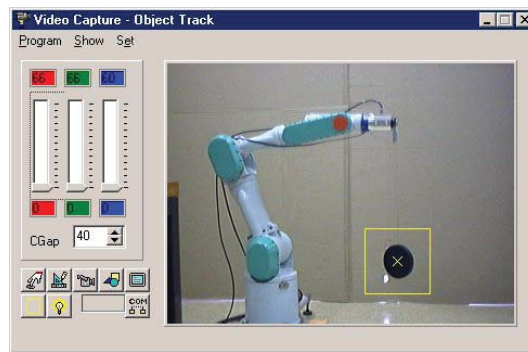 Video Capture - Object Track
Program Show Set
66 66 60
0 0 0
CGap 40
COM